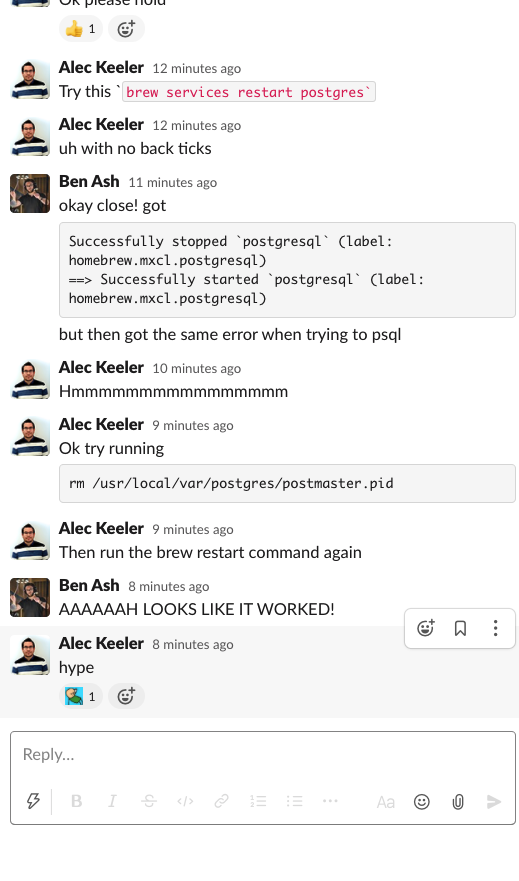 Ok please hold
1
Alec Keeler 12 minutes ago
Try this `brew services restart postgres`
Alec Keeler 12 minutes ago
uh with no back ticks
Ben Ash 11 minutes ago
okay close! got
Successfully stopped `postgresql` (label:
homebrew.mxcl.postgresql)
==> Successfully started `postgresql` (label:
homebrew.mxcl.postgresql)
but then got the same error when trying to psql
Alec Keeler 10 minutes ago
Hmmmmmmmmmmmmmmmm
Alec Keeler 9 minutes ago
Ok try running
rm /usr/local/var/postgres/postmaster.pid
Alec Keeler 9 minutes ago
Then run the brew restart command again
Ben Ash 8 minutes ago
AAAAAAH LOOKS LIKE IT WORKED!
Alec Keeler 8 minutes ago
hype
1
Reply...
B I S </> Aa